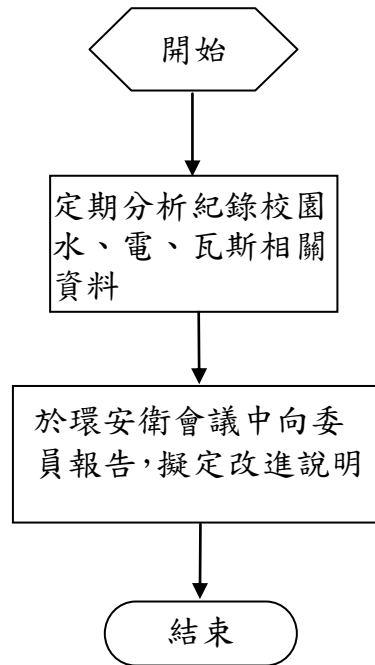 開始
定期分析紀錄校園
水、電、瓦斯相關
資料
於環安衛會議中向委
員報告，擬定改進說明
結束